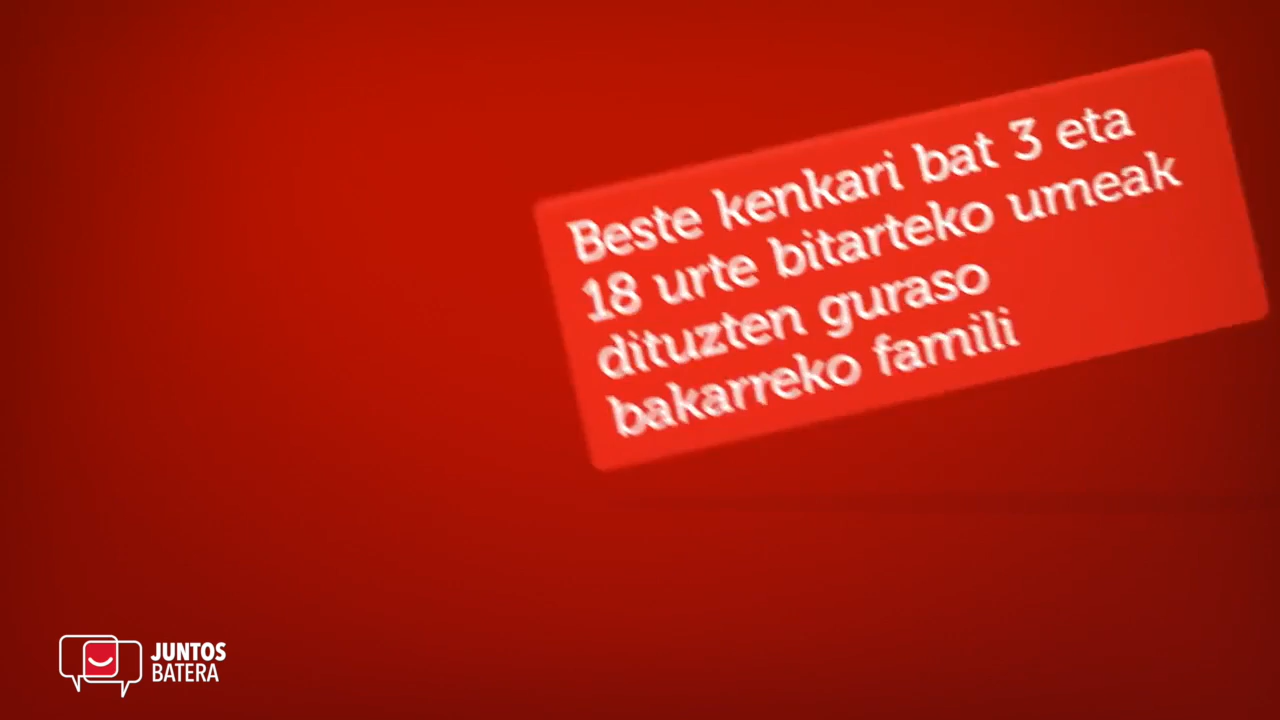 Beste kenkari bat 3 eta
18 urte bitarteko umeak
dituzten guraso
bakarreko famili
JUNTOS
BATERA